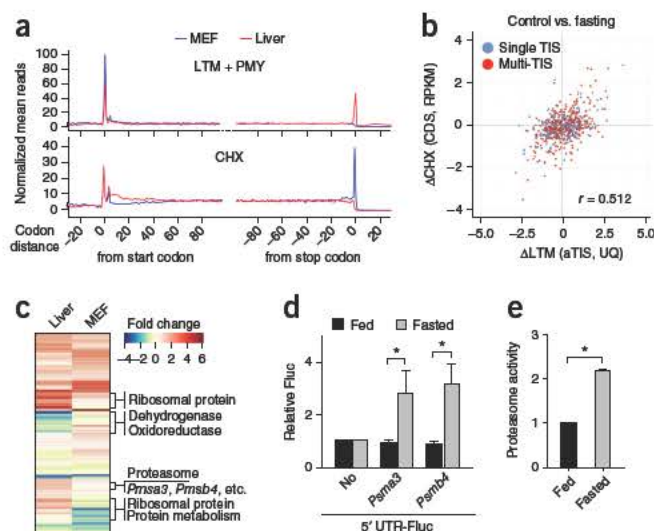 a
MEF Liver
LTM + PMY
Normalized mean reads
100
80
60
40
20
0
CHX
40
30
20
10
0
Codon distance
−20 0 20 40 60 80
from start codon
−80 −60 −40 −20 0 20
from stop codon
b
Control vs. fasting
Single TIS
Multi-TIS
ΔCHX (CDS, RPKM)
4
2
0
−2
−4
r = 0.512
−5.0 −2.5 0 2.5 5.0
ΔLTM (aTIS, UQ)
c
Liver MEF
Fold change
−4 −2 0 2 4 6
Ribosomal protein
Dehydrogenase
Oxidoreductase
Proteasome
Pmsa3, Pmsb4, etc.
Ribosomal protein
Protein metabolism
d
Fed Fasted
Relative Fluc
4
2
0
* *
No Psma3 Psmb4
5′ UTR-Fluc
e
Proteasome activity
3
2
1
0
*
Fed Fasted